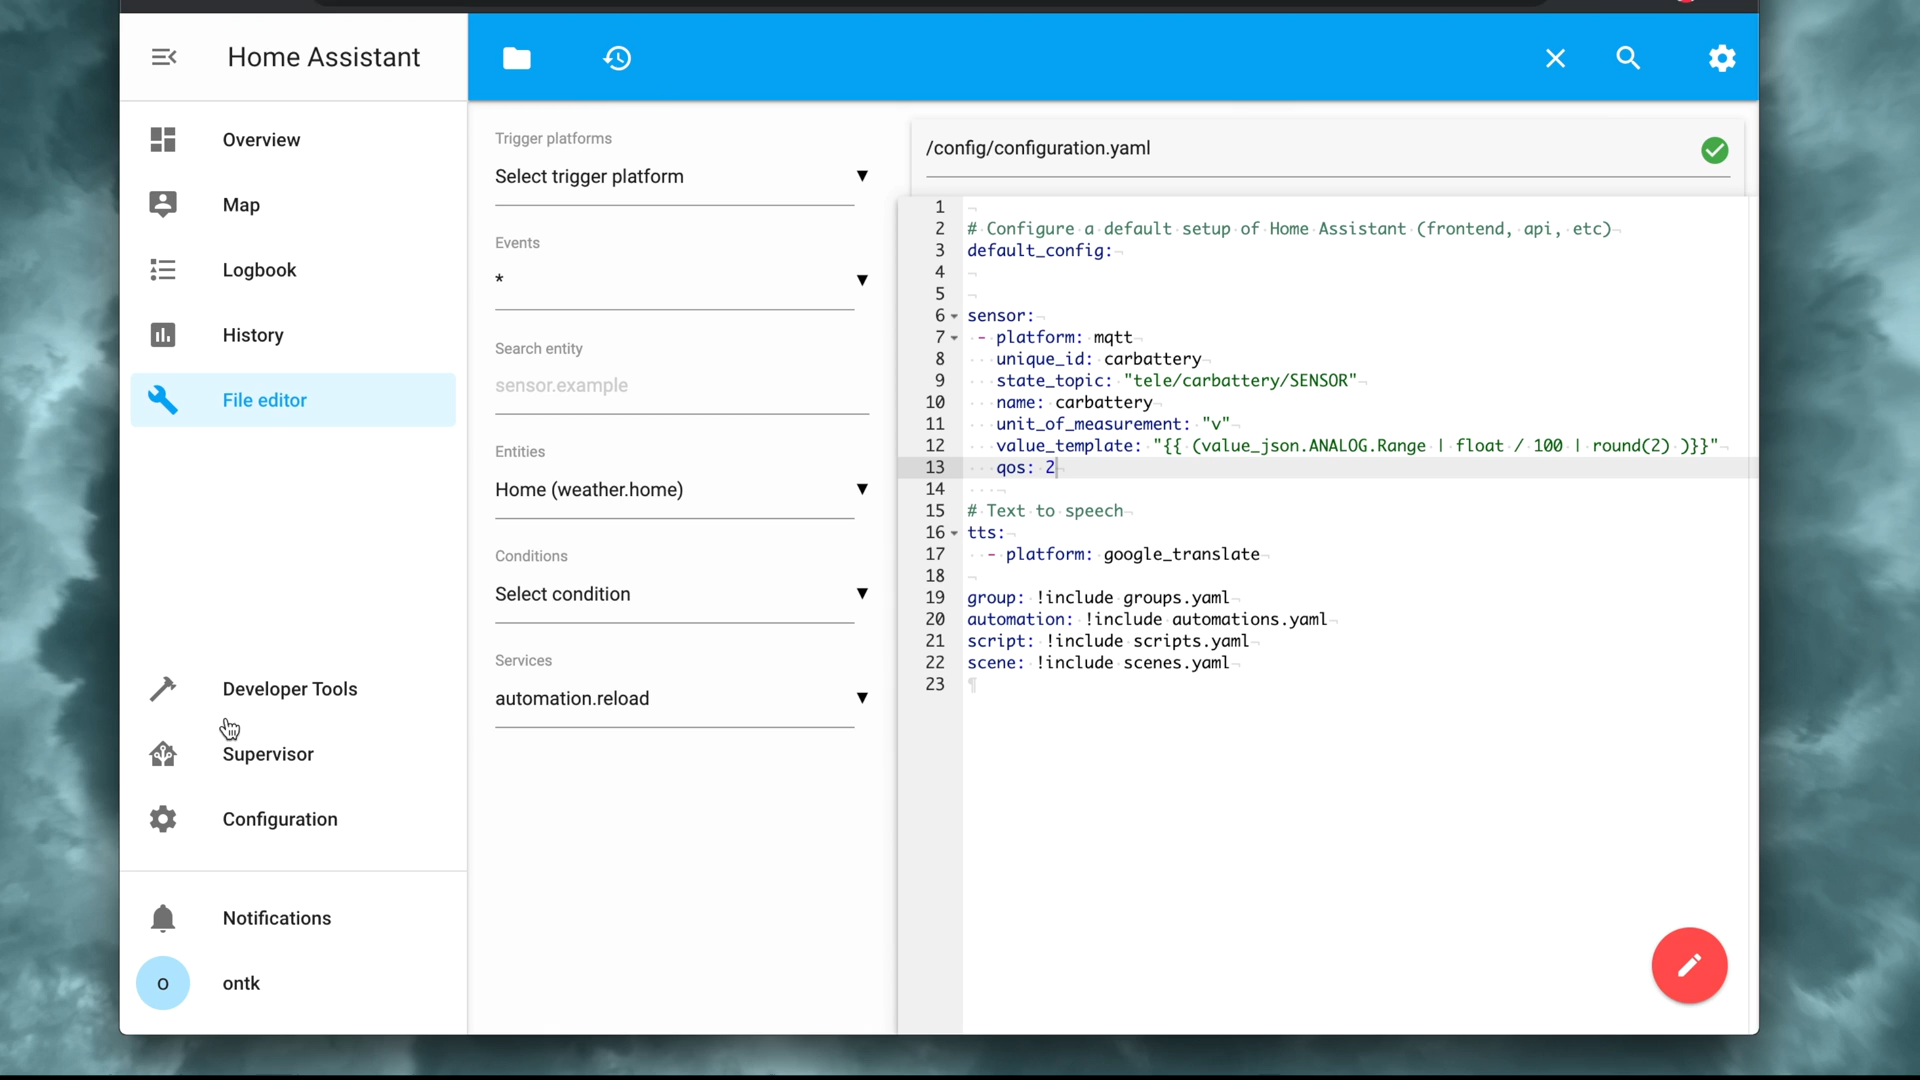 Home Assistant
Overview
Map
Logbook
History
File editor
Developer Tools
Supervisor
Configuration
Notifications
o
ontk
Trigger platforms
Select trigger platform
Events
*
Search entity
sensor.example
Entities
Home (weather.home)
Conditions
Select condition
Services
automation.reload
/config/configuration.yaml
1
2 # Configure a default setup of Home Assistant (frontend, api, etc)
3 default_config:
4
5
6 sensor:
7  - platform: mqtt
8    unique_id: carbattery
9    state_topic: "tele/carbattery/SENSOR"
10    name: carbattery
11    unit_of_measurement: "v"
12    value_template: "{{ (value_json.ANALOG.Range | float / 100 | round(2) )}}"
13    qos: 2
14
15 # Text to speech
16 tts:
17   - platform: google_translate
18
19 group: !include groups.yaml
20 automation: !include automations.yaml
21 script: !include scripts.yaml
22 scene: !include scenes.yaml
23